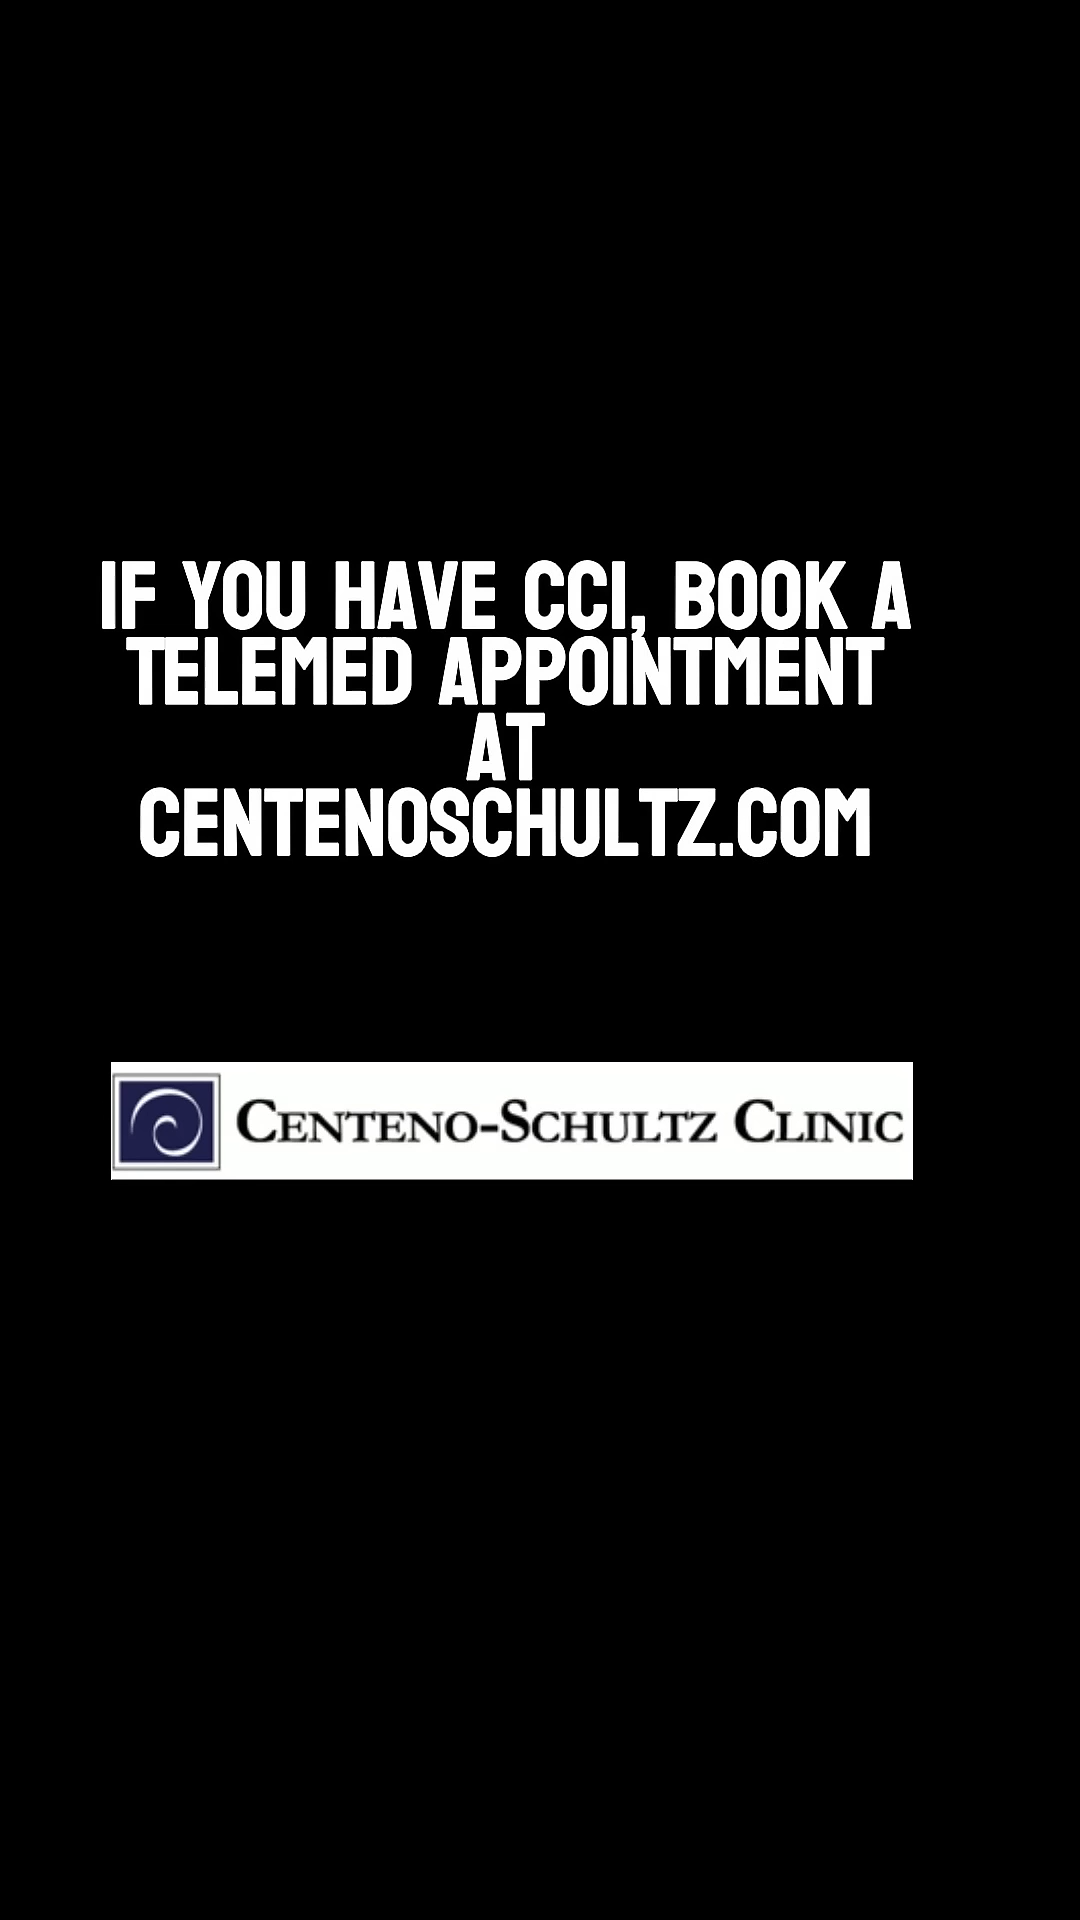 IF YOU HAVE CCI, BOOK A
TELEMED APPOINTMENT
AT
CENTENOSCHULTZ.COM
CENTENO-SCHULTZ CLINIC